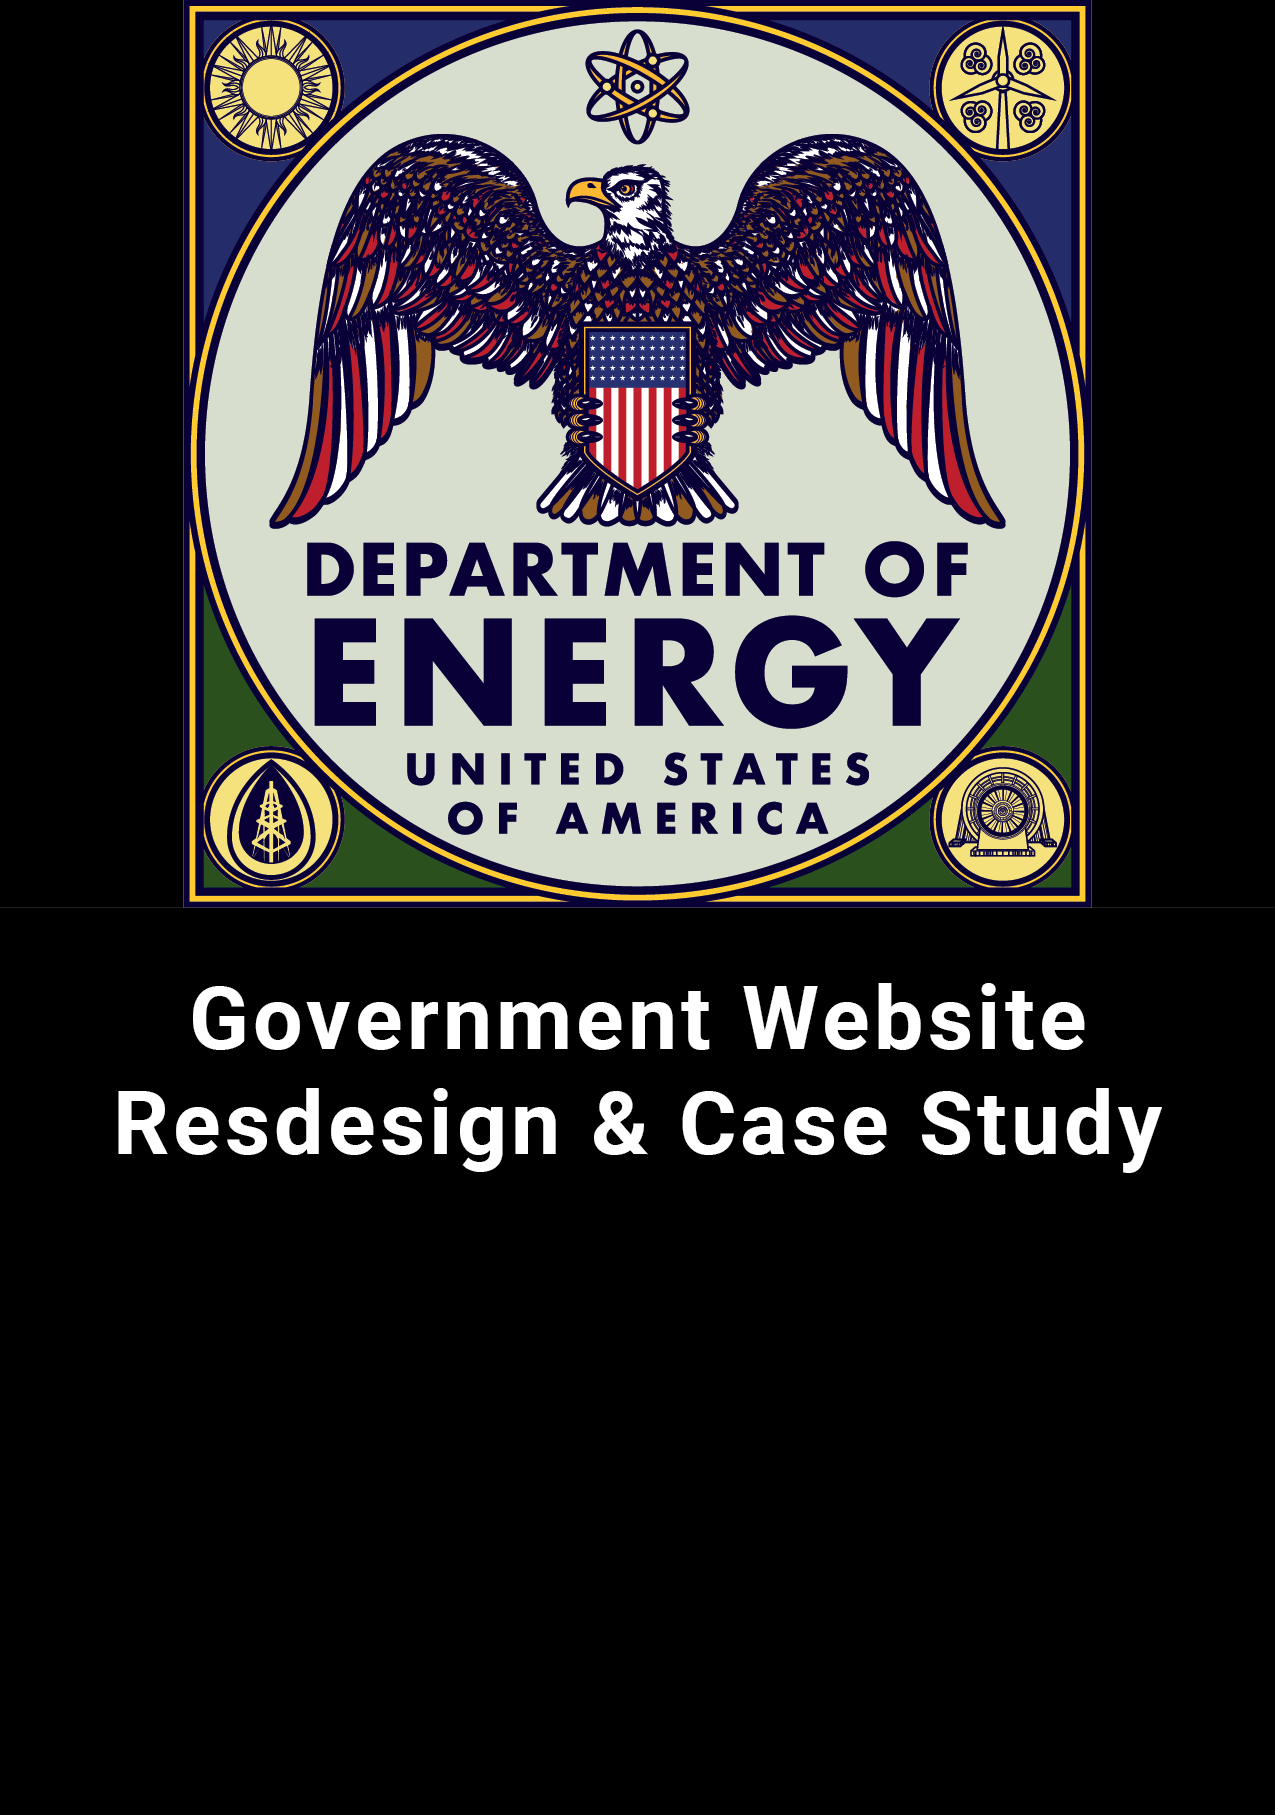 DEPARTMENT OF
ENERGY
UNITED STATES
OF AMERICA
Government Website
Resdesign & Case Study